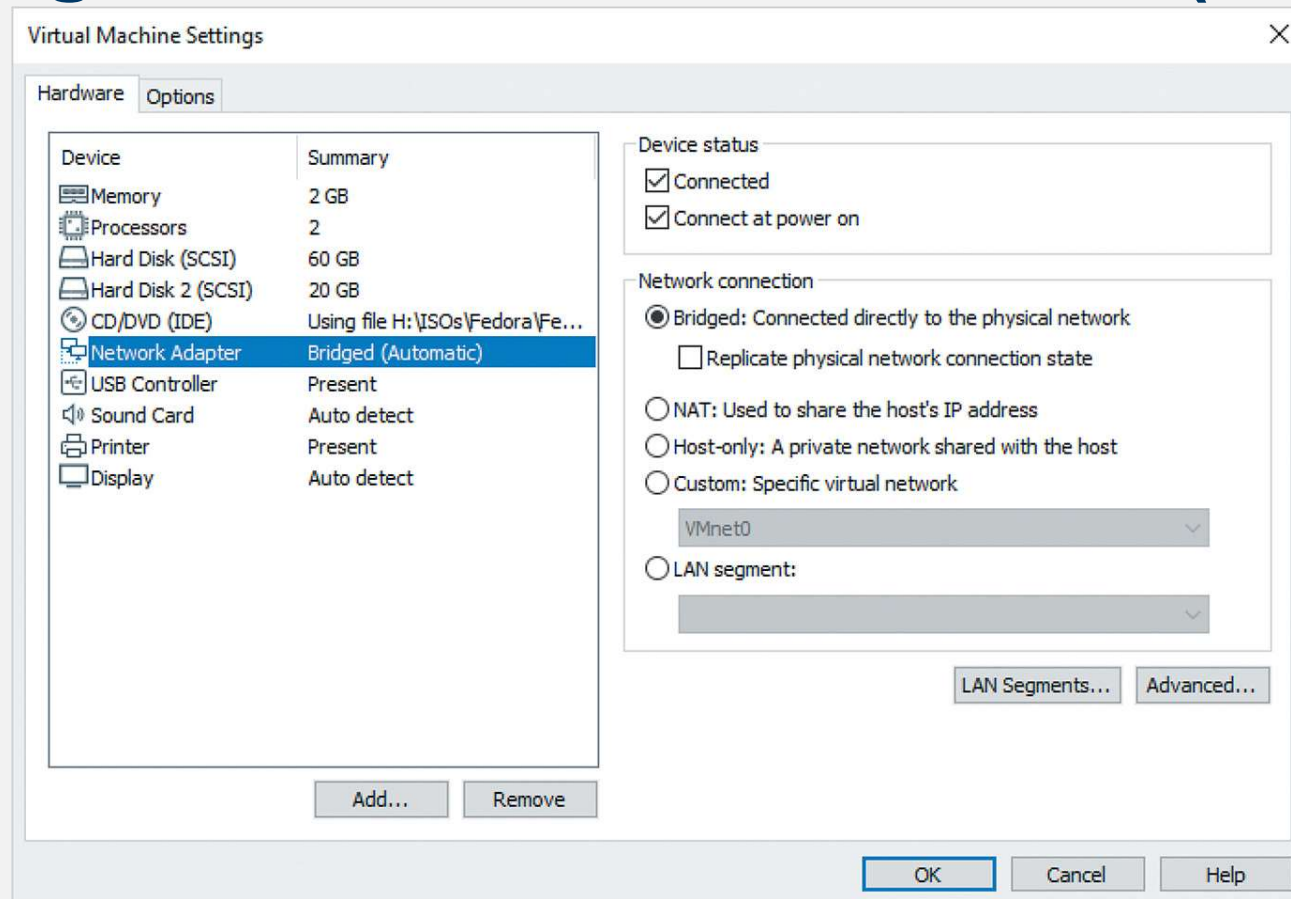 Virtual Machine Settings
Hardware Options
Device Summary
Memory 2 GB
Processors 2
Hard Disk (SCSI) 60 GB
Hard Disk 2 (SCSI) 20 GB
CD/DVD (IDE) Using file H:\ISOs\Fedora\Fe...
Network Adapter Bridged (Automatic)
USB Controller Present
Sound Card Auto detect
Printer Present
Display Auto detect
Add... Remove
Device status
Connected
Connect at power on
Network connection
Bridged: Connected directly to the physical network
Replicate physical network connection state
NAT: Used to share the host's IP address
Host-only: A private network shared with the host
Custom: Specific virtual network
VMnet0
LAN segment:
LAN Segments... Advanced...
OK Cancel Help